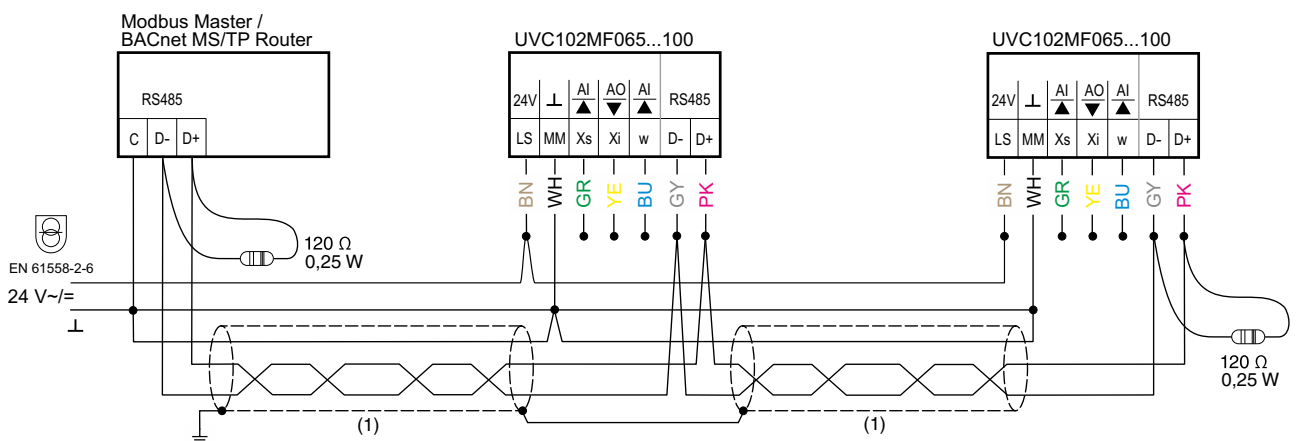 Modbus Master /
BACnet MS/TP Router
UVC102MF065...100
UVC102MF065...100
RS485
C D- D+
24V ⊥ AI AO AI RS485
LS MM Xs Xi w D- D+
24V ⊥ AI AO AI RS485
LS MM Xs Xi w D- D+
BN WH GR YE BU GY PK
BN WH GR YE BU GY PK
120 Ω
0,25 W
EN 61558-2-6
24 V~/=
⊥
120 Ω
0,25 W
(1)
(1)